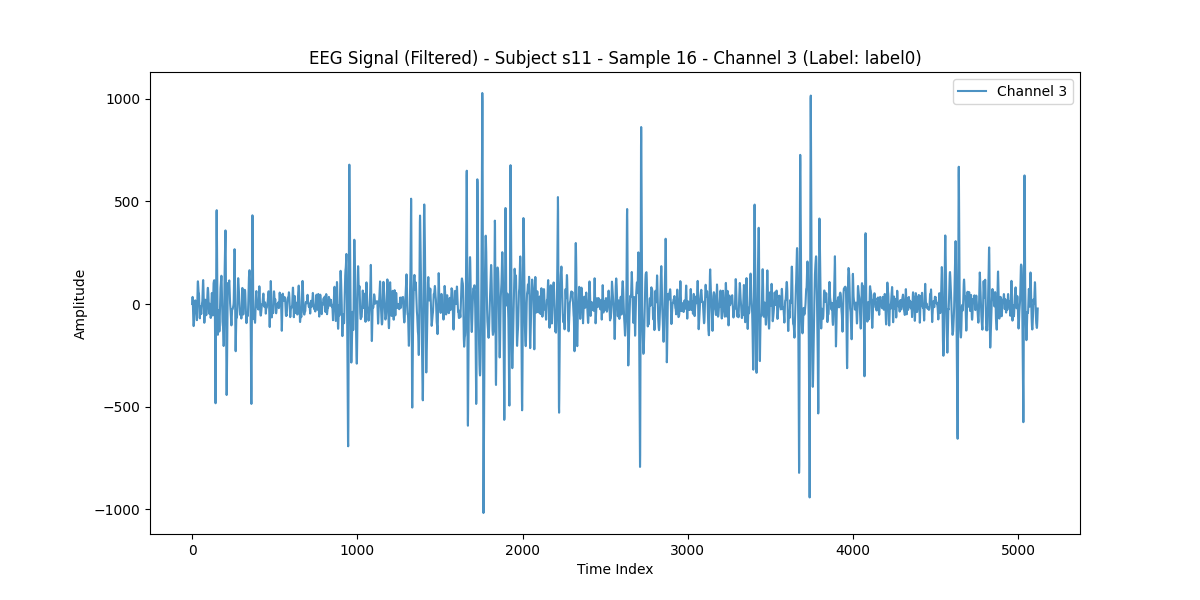 EEG Signal (Filtered) - Subject s11 - Sample 16 - Channel 3 (Label: label0)
Channel 3
1000
500
0
−500
−1000
Amplitude
0 1000 2000 3000 4000 5000
Time Index